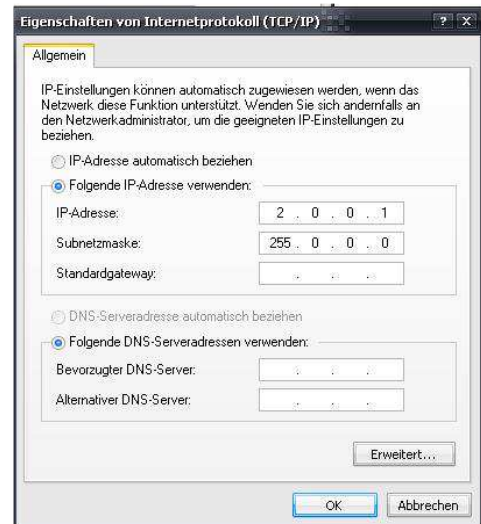 Eigenschaften von Internetprotokoll (TCP/IP)
Allgemein
IP-Einstellungen können automatisch zugewiesen werden, wenn das
Netzwerk diese Funktion unterstützt. Wenden Sie sich andernfalls an
den Netzwerkadministrator, um die geeigneten IP-Einstellungen zu
beziehen.
IP-Adresse automatisch beziehen
Folgende IP-Adresse verwenden:
IP-Adresse: 2 . 0 . 0 . 1
Subnetzmaske: 255 . 0 . 0 . 0
Standardgateway: . . .
DNS-Serveradresse automatisch beziehen
Folgende DNS-Serveradressen verwenden:
Bevorzugter DNS-Server: . . .
Alternativer DNS-Server: . . .
Erweitert...
OK Abbrechen